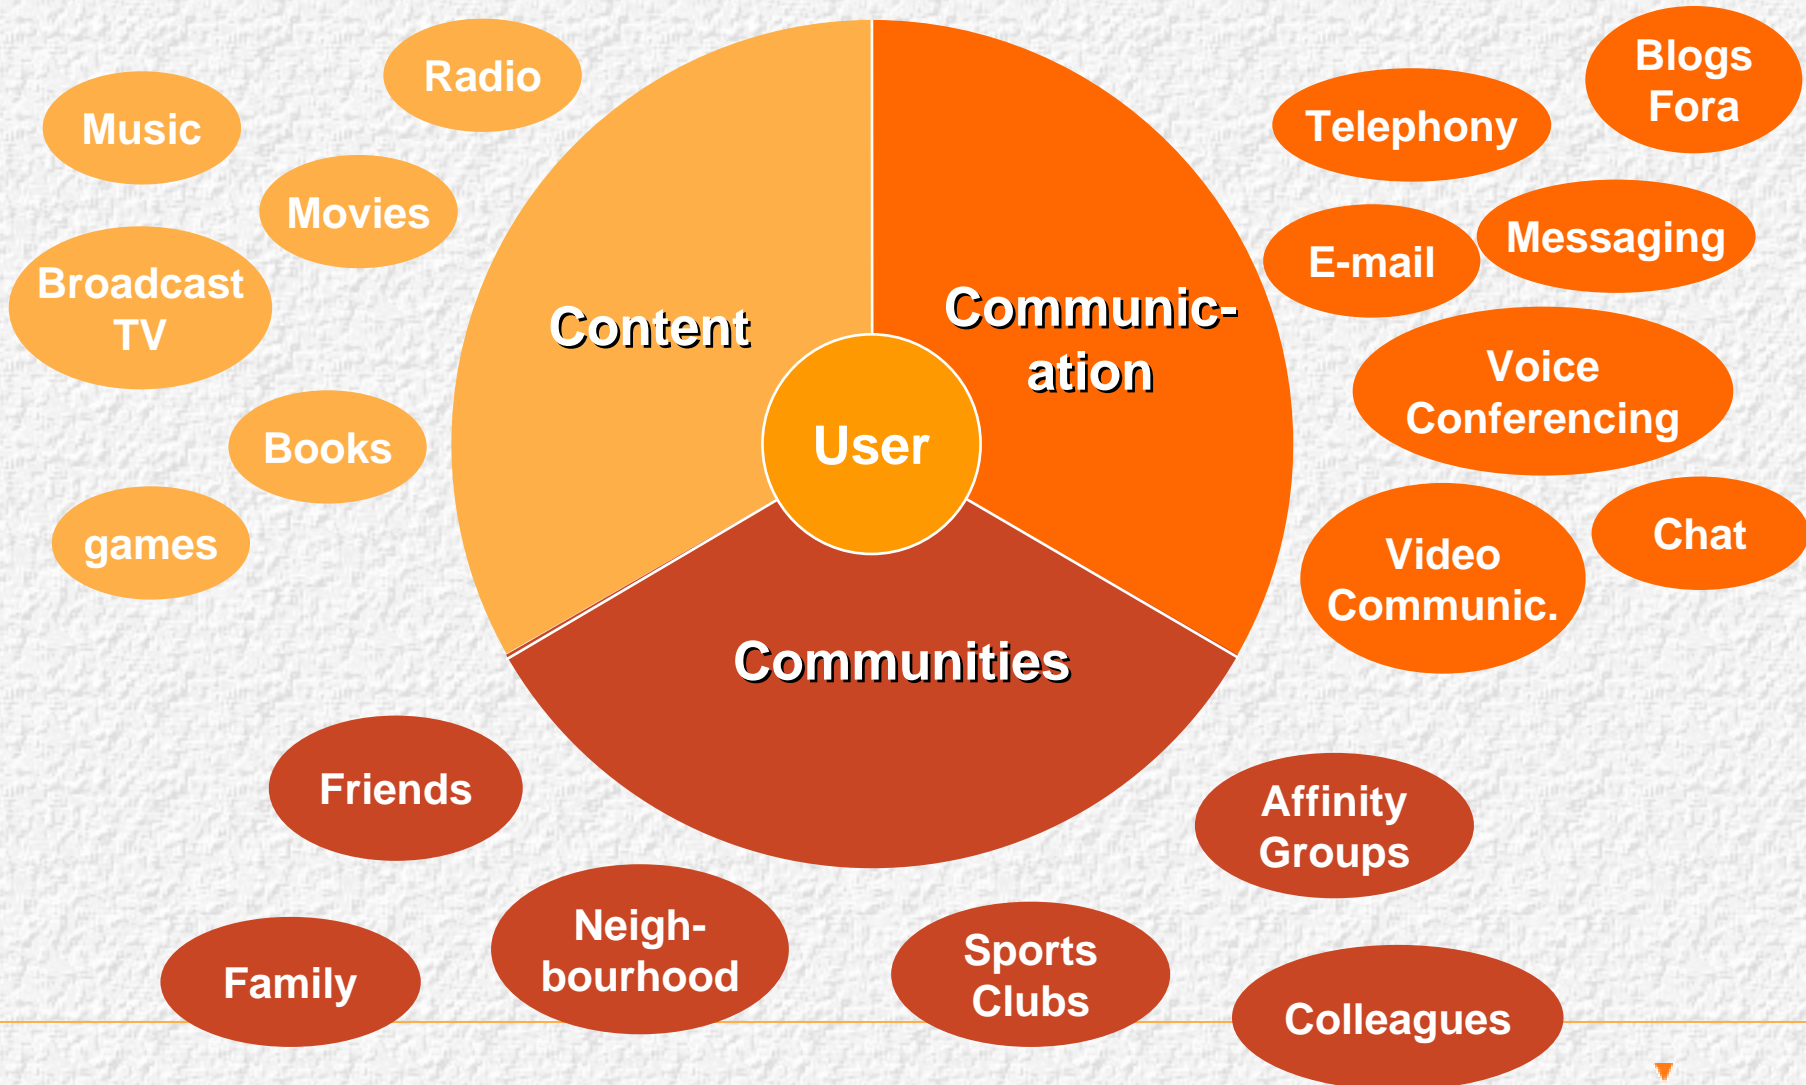 Radio
Music
Movies
Broadcast
TV
Books
games
Content
Communic-
ation
User
Communities
Blogs
Fora
Telephony
Messaging
E-mail
Voice
Conferencing
Chat
Video
Communic.
Friends
Family
Neigh-
bourhood
Sports
Clubs
Affinity
Groups
Colleagues